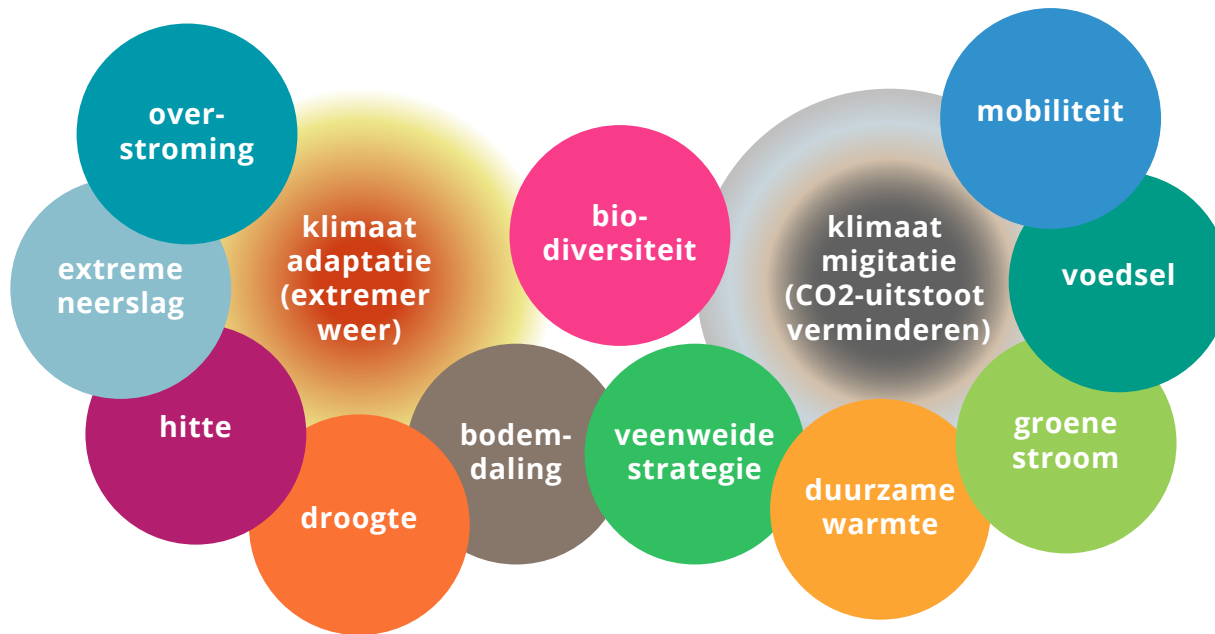 over-
stroming
extreme
neerslag
hitte
droogte
bodem-
daling
klimaat
adaptatie
(extremer
weer)
bio-
diversiteit
veenweide
strategie
klimaat
migitatie
(CO2-uitstoot
verminderen)
mobiliteit
voedsel
groene
stroom
duurzame
warmte